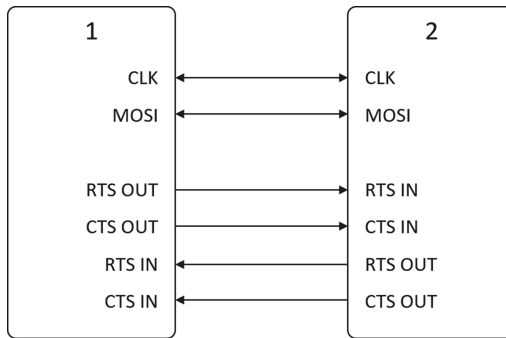 1
CLK
MOSI
RTS OUT
CTS OUT
RTS IN
CTS IN
2
CLK
MOSI
RTS IN
CTS IN
RTS OUT
CTS OUT